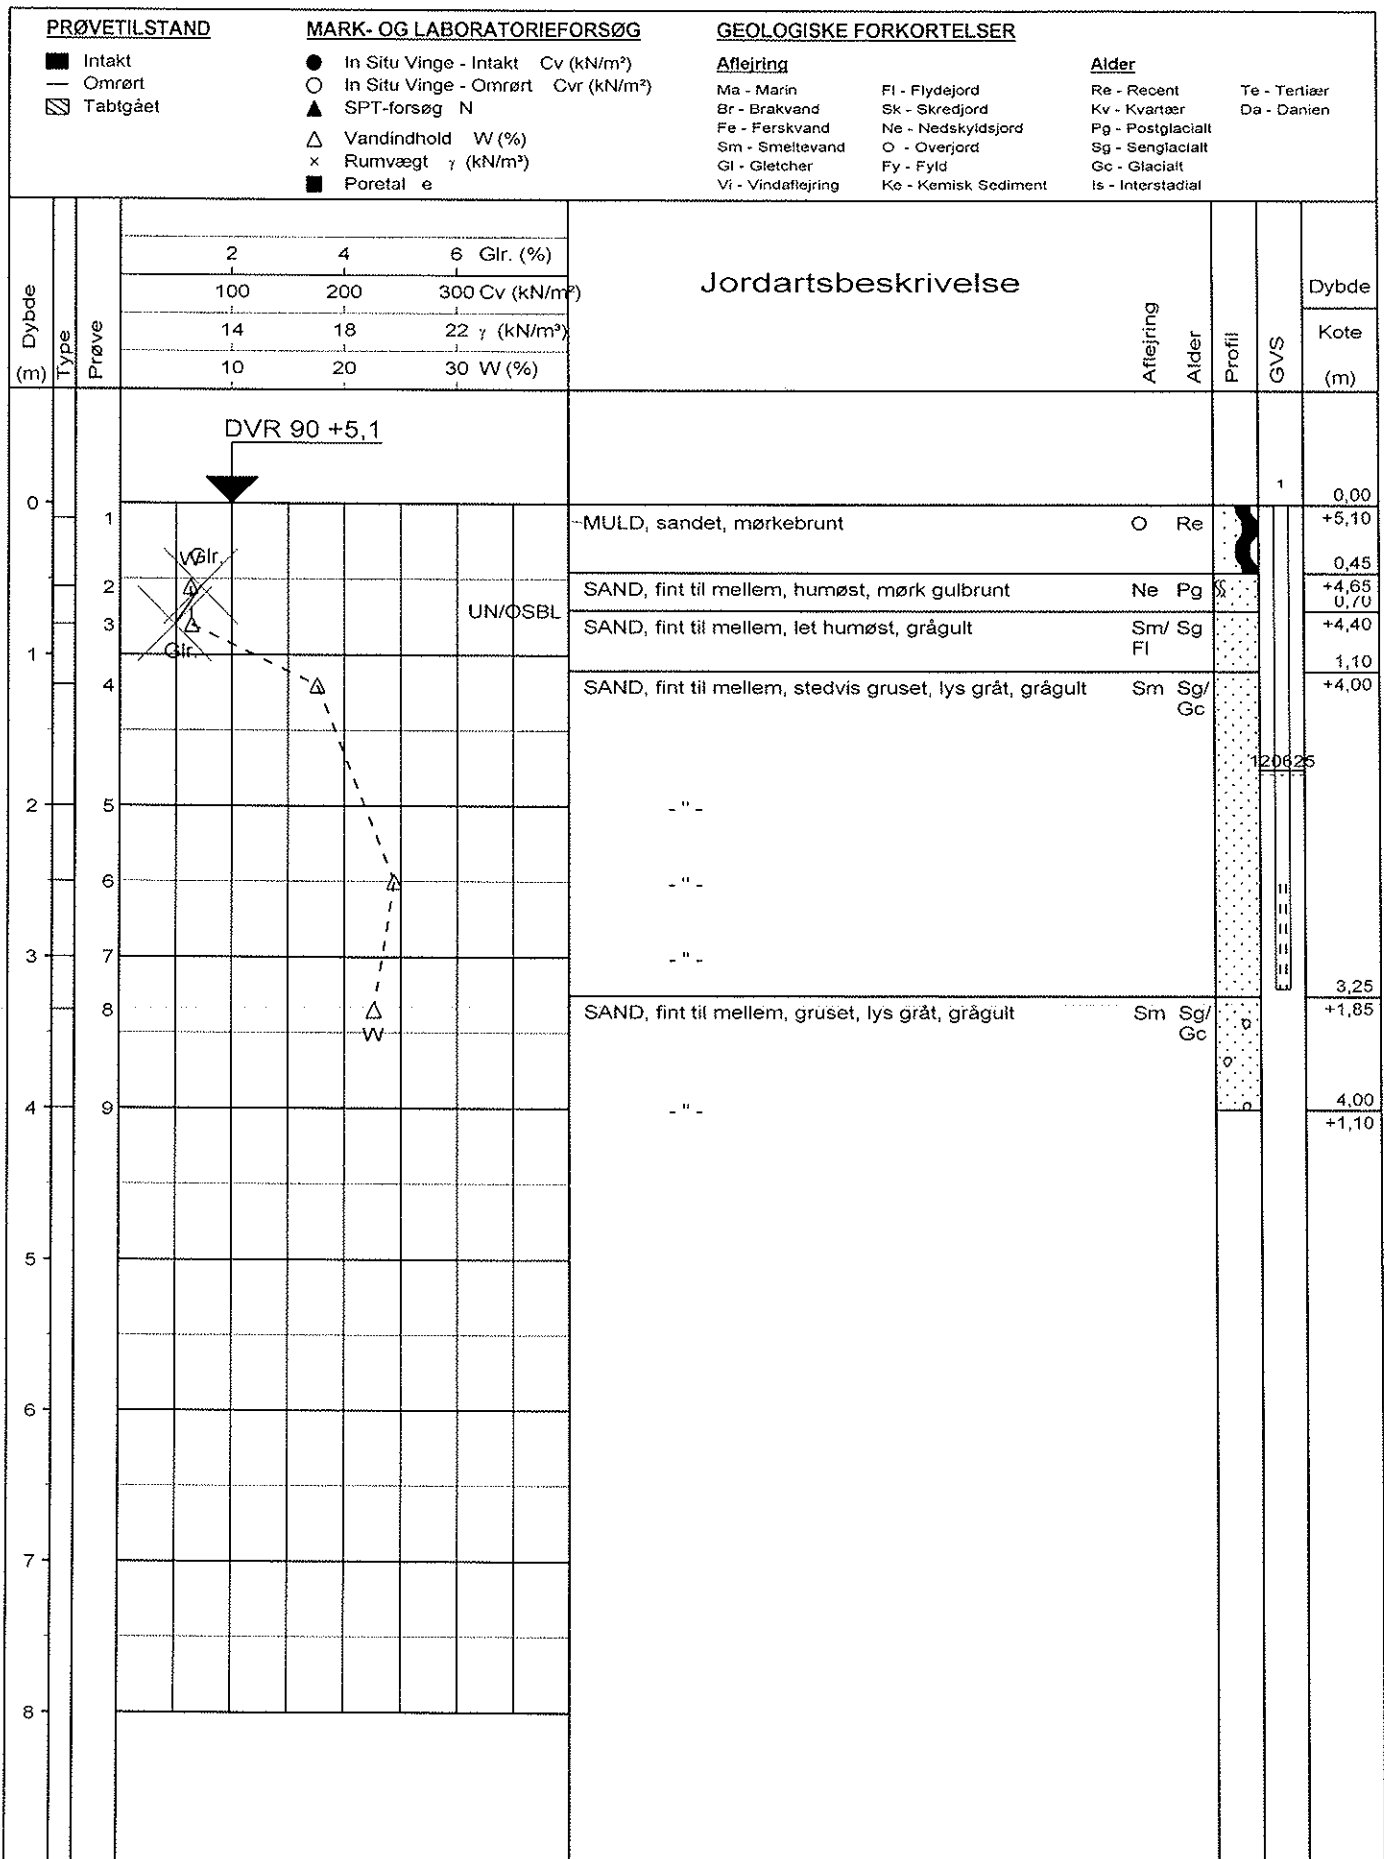 PRØVETILSTAND
Intakt
Omrørt
Tabtgået
MARK- OG LABORATORIEFORSØG
In Situ Vinge - Intakt Cv (kN/m²)
In Situ Vinge - Omrørt Cvr (kN/m²)
SPT-forsøg N
Vandindhold W (%)
Rumvægt γ (kN/m³)
Poretal e
GEOLOGISKE FORKORTELSER
Aflejring
Ma - Marin
Br - Brakvand
Fe - Ferskvand
Sm - Smeltevand
Gl - Gletcher
Vi - Vindaflejring
Fl - Flydejord
Sk - Skredjord
Ne - Nedskyldsjord
O - Overjord
Fy - Fyld
Ke - Kemisk Sediment
Alder
Re - Recent
Kv - Kvartær
Pg - Postglacialt
Sg - Senglacialt
Gc - Glacialt
Is - Interstadial
Te - Tertiær
Da - Danien
Dybde (m)
Type
Prøve
2 4 6 Glr. (%)
100 200 300 Cv (kN/m²)
14 18 22 γ (kN/m³)
10 20 30 W (%)
Jordartsbeskrivelse
Aflejring
Alder
Profil
GVS
Dybde
Kote
(m)
DVR 90 +5,1
1
0 0,00
1 MULD, sandet, mørkebrunt O Re +5,10
W Glr. 0,45
2 SAND, fint til mellem, humøst, mørk gulbrunt Ne Pg +4,65
UN/OSBL 0,70
3 SAND, fint til mellem, let humøst, grågult Sm/ Sg +4,40
Fl
1 Glr. 1,10
4 SAND, fint til mellem, stedvis gruset, lys gråt, grågult Sm Sg/ +4,00
Gc
120625
2 5 - " -
6 - " -
3 7 - " -
3,25
8 SAND, fint til mellem, gruset, lys gråt, grågult Sm Sg/ +1,85
W Gc
4 9 - " - 4,00
+1,10
5
6
7
8